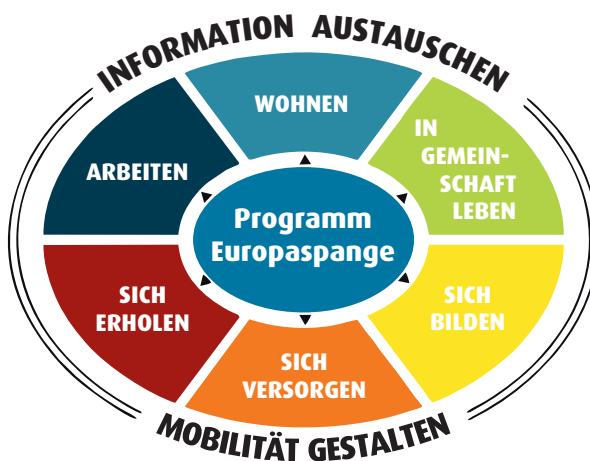 INFORMATION AUSTAUSCHEN
WOHNEN
IN
GEMEIN-
SCHAFT
LEBEN
ARBEITEN
Programm
Europaspange
SICH
ERHOLEN
SICH
BILDEN
SICH
VERSORGEN
MOBILITÄT GESTALTEN